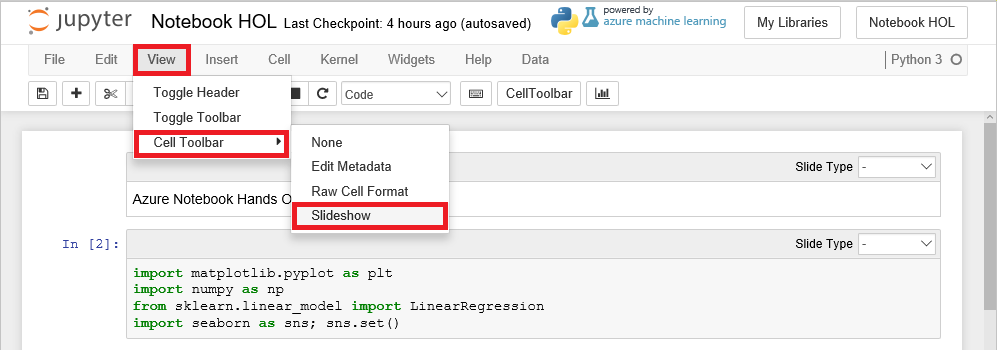 jupyter Notebook HOL Last Checkpoint: 4 hours ago (autosaved) powered by azure machine learning My Libraries Notebook HOL
File Edit View Insert Cell Kernel Widgets Help Data Python 3
Code CellToolbar
Toggle Header
Toggle Toolbar
Cell Toolbar
None
Edit Metadata
Raw Cell Format
Slideshow
Slide Type -
Azure Notebook Hands O
In [2]:
Slide Type -
import matplotlib.pyplot as plt
import numpy as np
from sklearn.linear_model import LinearRegression
import seaborn as sns; sns.set()